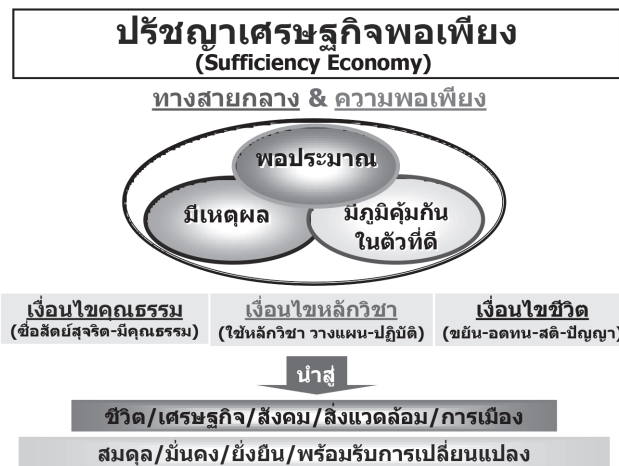 ปรัชญาเศรษฐกิจพอเพียง
(Sufficiency Economy)
ทางสายกลาง & ความพอเพียง
พอประมาณ
มีเหตุผล
มีภูมิคุ้มกัน
ในตัวที่ดี
เงื่อนไขคุณธรรม
(ซื่อสัตย์สุจริต-มีคุณธรรม)
เงื่อนไขหลักวิชา
(ใช้หลักวิชา วางแผน-ปฏิบัติ)
เงื่อนไขชีวิต
(ขยัน-อดทน-สติ-ปัญญา)
นำสู่
ชีวิต/เศรษฐกิจ/สังคม/สิ่งแวดล้อม/การเมือง
สมดุล/มั่นคง/ยั่งยืน/พร้อมรับการเปลี่ยนแปลง